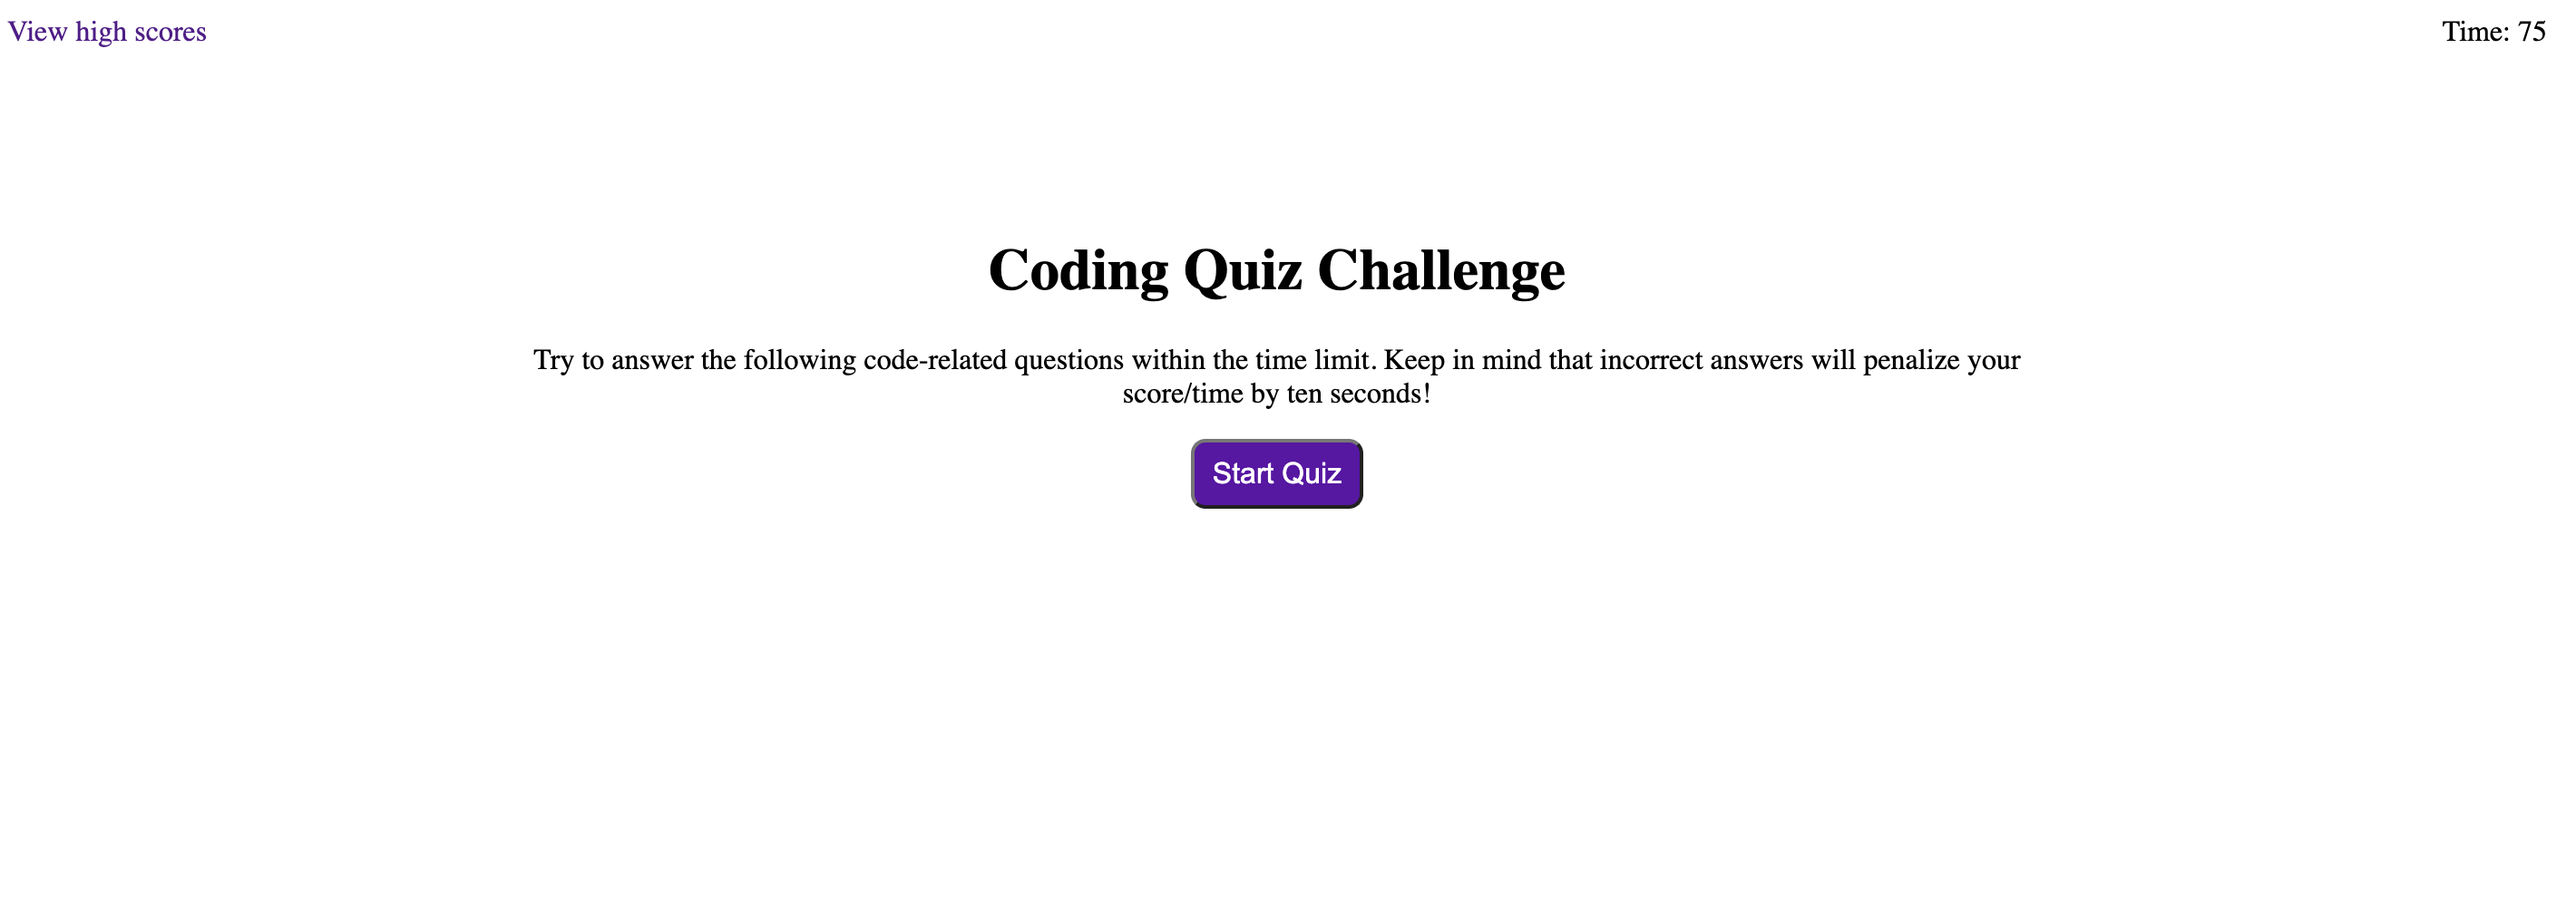 View high scores
Time: 75
Coding Quiz Challenge
Try to answer the following code-related questions within the time limit. Keep in mind that incorrect answers will penalize your
score/time by ten seconds!
Start Quiz